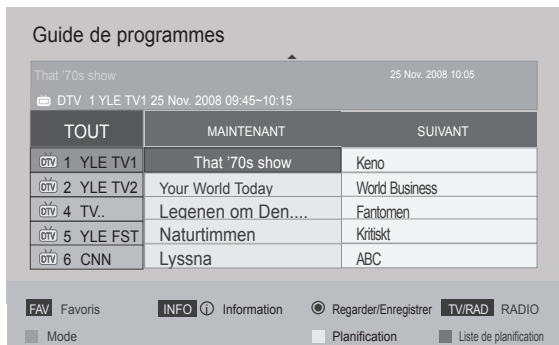 Guide de programmes
That '70s show 25 Nov. 2008 10:05
DTV 1 YLE TV1 25 Nov. 2008 09:45~10:15
TOUT MAINTENANT SUIVANT
DTV 1 YLE TV1 That '70s show Keno
DTV 2 YLE TV2 Your World Today World Business
DTV 4 TV.. Legenen om Den.... Fantomen
DTV 5 YLE FST Naturtimmen Kritiskt
DTV 6 CNN Lyssna ABC
FAV Favoris INFO i Information Regarder/Enregistrer TV/RAD RADIO
Mode Planification Liste de planification